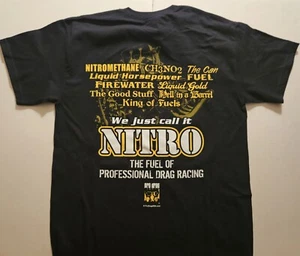 NITROMETHANE CH3NO2 The Can
Liquid Horsepower FUEL
FIREWATER Liquid Gold
The Good Stuff Hell in a Barrel
King of Fuels
We just call it
NITRO
THE FUEL OF
PROFESSIONAL DRAG RACING